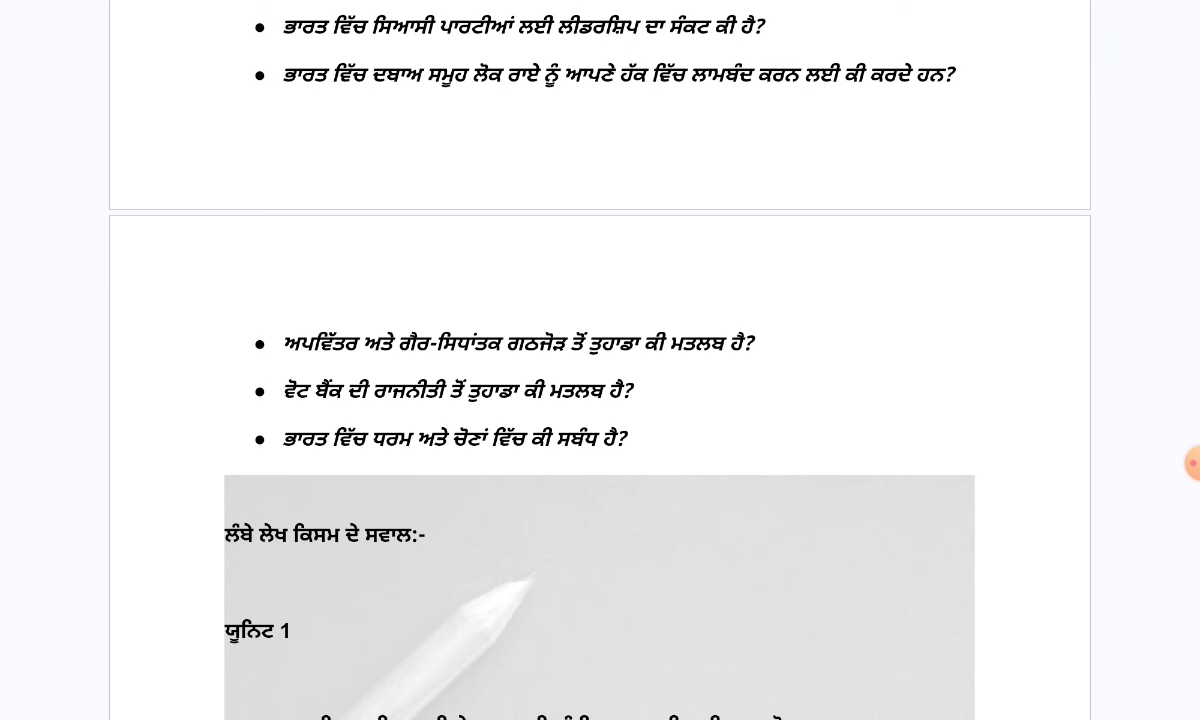 ● ਭਾਰਤ ਵਿੱਚ ਸਿਆਸੀ ਪਾਰਟੀਆਂ ਲਈ ਲੀਡਰਸ਼ਿਪ ਦਾ ਸੰਕਟ ਕੀ ਹੈ?
● ਭਾਰਤ ਵਿੱਚ ਦਬਾਅ ਸਮੂਹ ਲੋਕ ਰਾਏ ਨੂੰ ਆਪਣੇ ਹੱਕ ਵਿੱਚ ਲਾਮਬੰਦ ਕਰਨ ਲਈ ਕੀ ਕਰਦੇ ਹਨ?
● ਅਪਵਿੱਤਰ ਅਤੇ ਗੈਰ-ਸਿਧਾਂਤਕ ਗਠਜੋੜ ਤੋਂ ਤੁਹਾਡਾ ਕੀ ਮਤਲਬ ਹੈ?
● ਵੋਟ ਬੈਂਕ ਦੀ ਰਾਜਨੀਤੀ ਤੋਂ ਤੁਹਾਡਾ ਕੀ ਮਤਲਬ ਹੈ?
● ਭਾਰਤ ਵਿੱਚ ਧਰਮ ਅਤੇ ਚੋਣਾਂ ਵਿੱਚ ਕੀ ਸਬੰਧ ਹੈ?
ਲੰਬੇ ਲੇਖ ਕਿਸਮ ਦੇ ਸਵਾਲ:-
ਯੂਨਿਟ 1